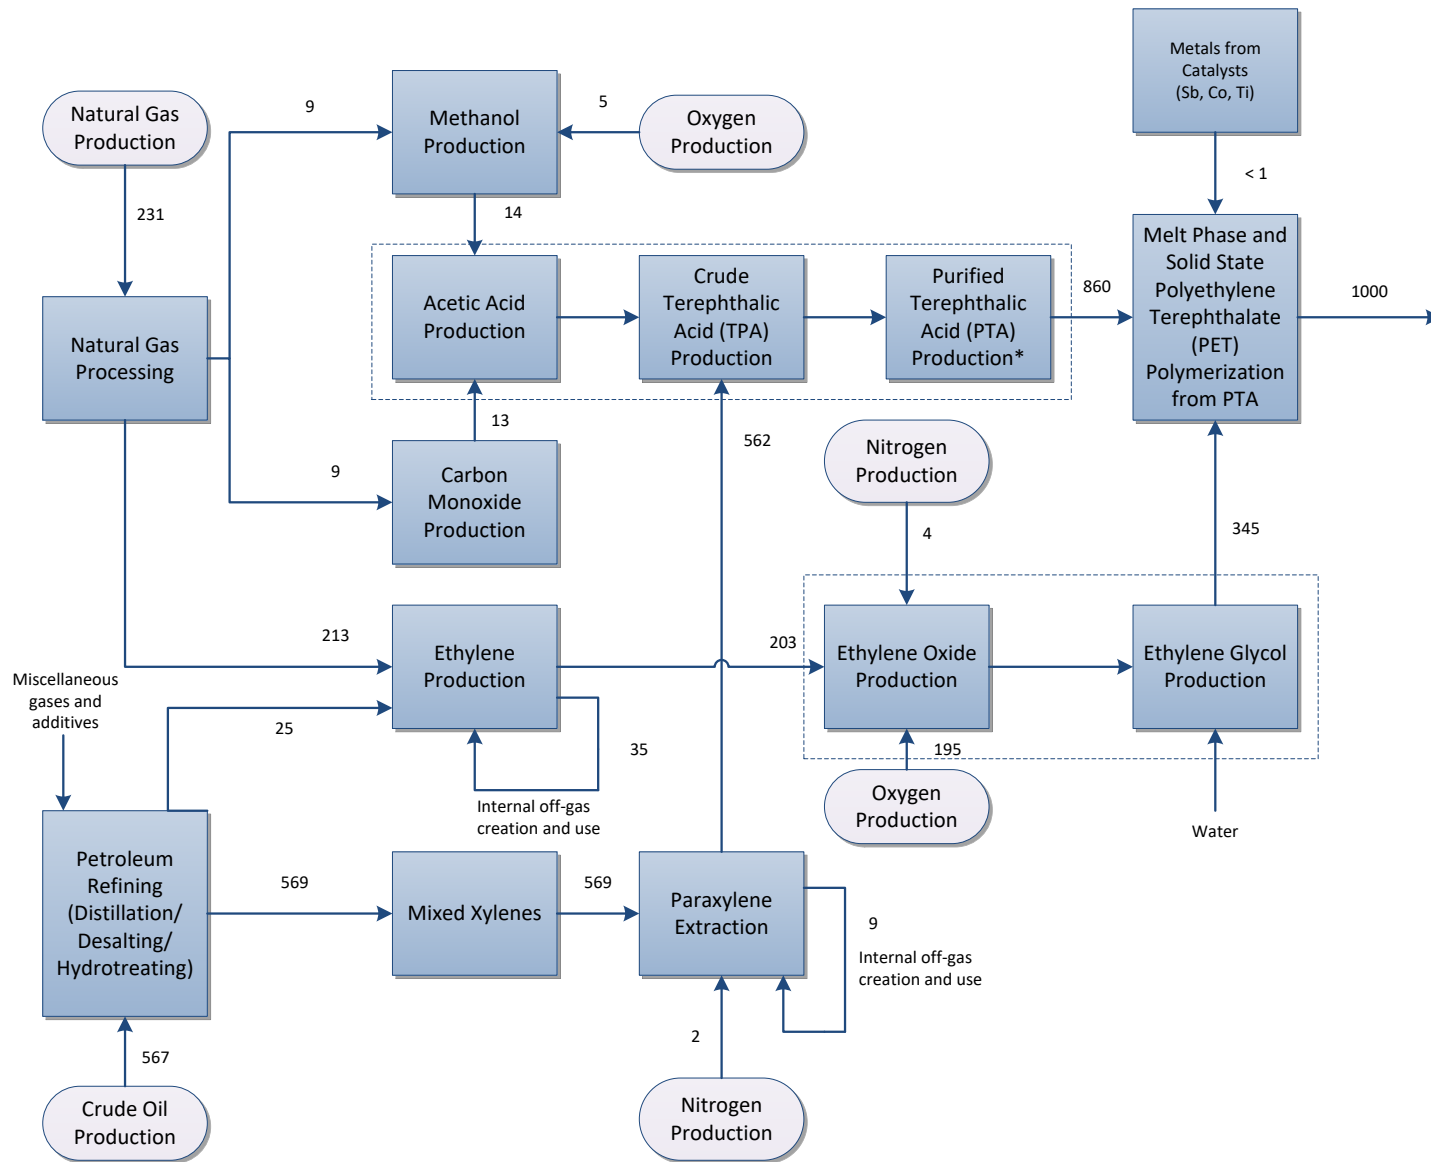 Metals from
Catalysts
(Sb, Co, Ti)
Natural Gas
Production
9
Methanol
Production
5
Oxygen
Production
< 1
231
14
Melt Phase and
Solid State
Polyethylene
Terephthalate
(PET)
Polymerization
from PTA
Natural Gas
Processing
Acetic Acid
Production
Crude
Terephthalic
Acid (TPA)
Production
Purified
Terephthalic
Acid (PTA)
Production*
860
1000
13
562
9
Carbon
Monoxide
Production
Nitrogen
Production
4
345
213
Ethylene
Production
203
Ethylene Oxide
Production
Ethylene Glycol
Production
Miscellaneous
gases and
additives
25
35
195
Internal off-gas
creation and use
Oxygen
Production
Water
Petroleum
Refining
(Distillation/
Desalting/
Hydrotreating)
569
Mixed Xylenes
569
Paraxylene
Extraction
9
Internal off-gas
creation and use
567
2
Crude Oil
Production
Nitrogen
Production